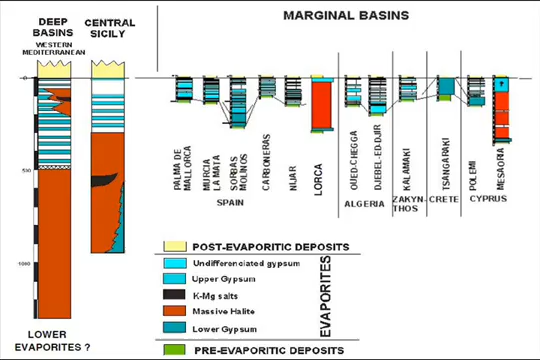 DEEP
BASINS
WESTERN
MEDITERRANEAN
CENTRAL
SICILY
MARGINAL BASINS
0
500
1000
LOWER
EVAPORITES ?
PALMA DE
MALLORCA
MURCIA
LA MATA
SORBAS
MOLINOS
CARBONERAS
NIJAR
LORCA
SPAIN
OUED-CHEGGA
DJEBEL-ED-DJIR
ALGERIA
KALAMAKI
ZAKYN-
THOS
TSANGARAKI
CRETE
POLEMI
MESAORIA
CYPRUS
POST-EVAPORITIC DEPOSITS
Undifferenciated gypsum
Upper Gypsum
K-Mg salts
Massive Halite
Lower Gypsum
EVAPORITES
PRE-EVAPORITIC DEPOSITS